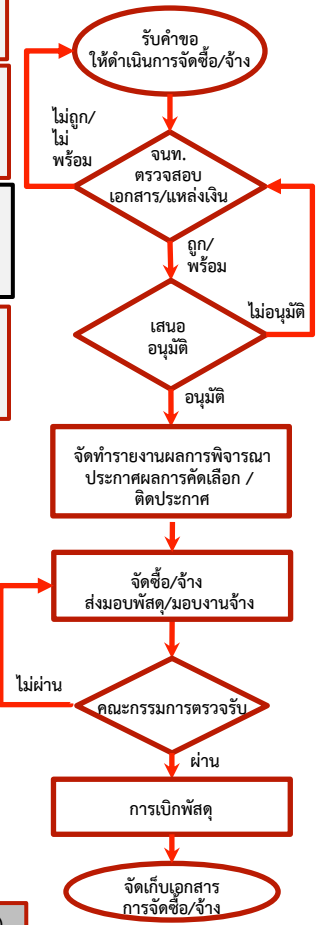 รับคำขอ
ให้ดำเนินการจัดซื้อ/จ้าง
ไม่ถูก/
ไม่
พร้อม
จนท.
ตรวจสอบ
เอกสาร/แหล่งเงิน
ถูก/
พร้อม
ไม่อนุมัติ
เสนอ
อนุมัติ
อนุมัติ
จัดทำรายงานผลการพิจารณา
ประกาศผลการคัดเลือก /
ติดประกาศ
จัดซื้อ/จ้าง
ส่งมอบพัสดุ/มอบงานจ้าง
ไม่ผ่าน
คณะกรรมการตรวจรับ
ผ่าน
การเบิกพัสดุ
จัดเก็บเอกสาร
การจัดซื้อ/จ้าง